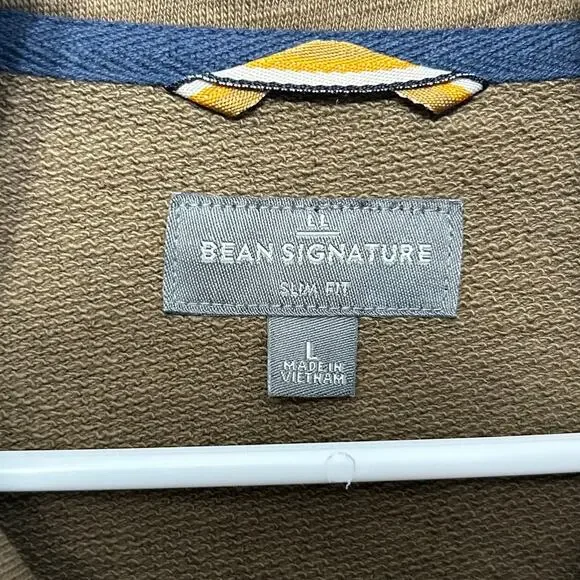 LL
BEAN SIGNATURE
SLIM FIT
L
MADE IN
VIETNAM